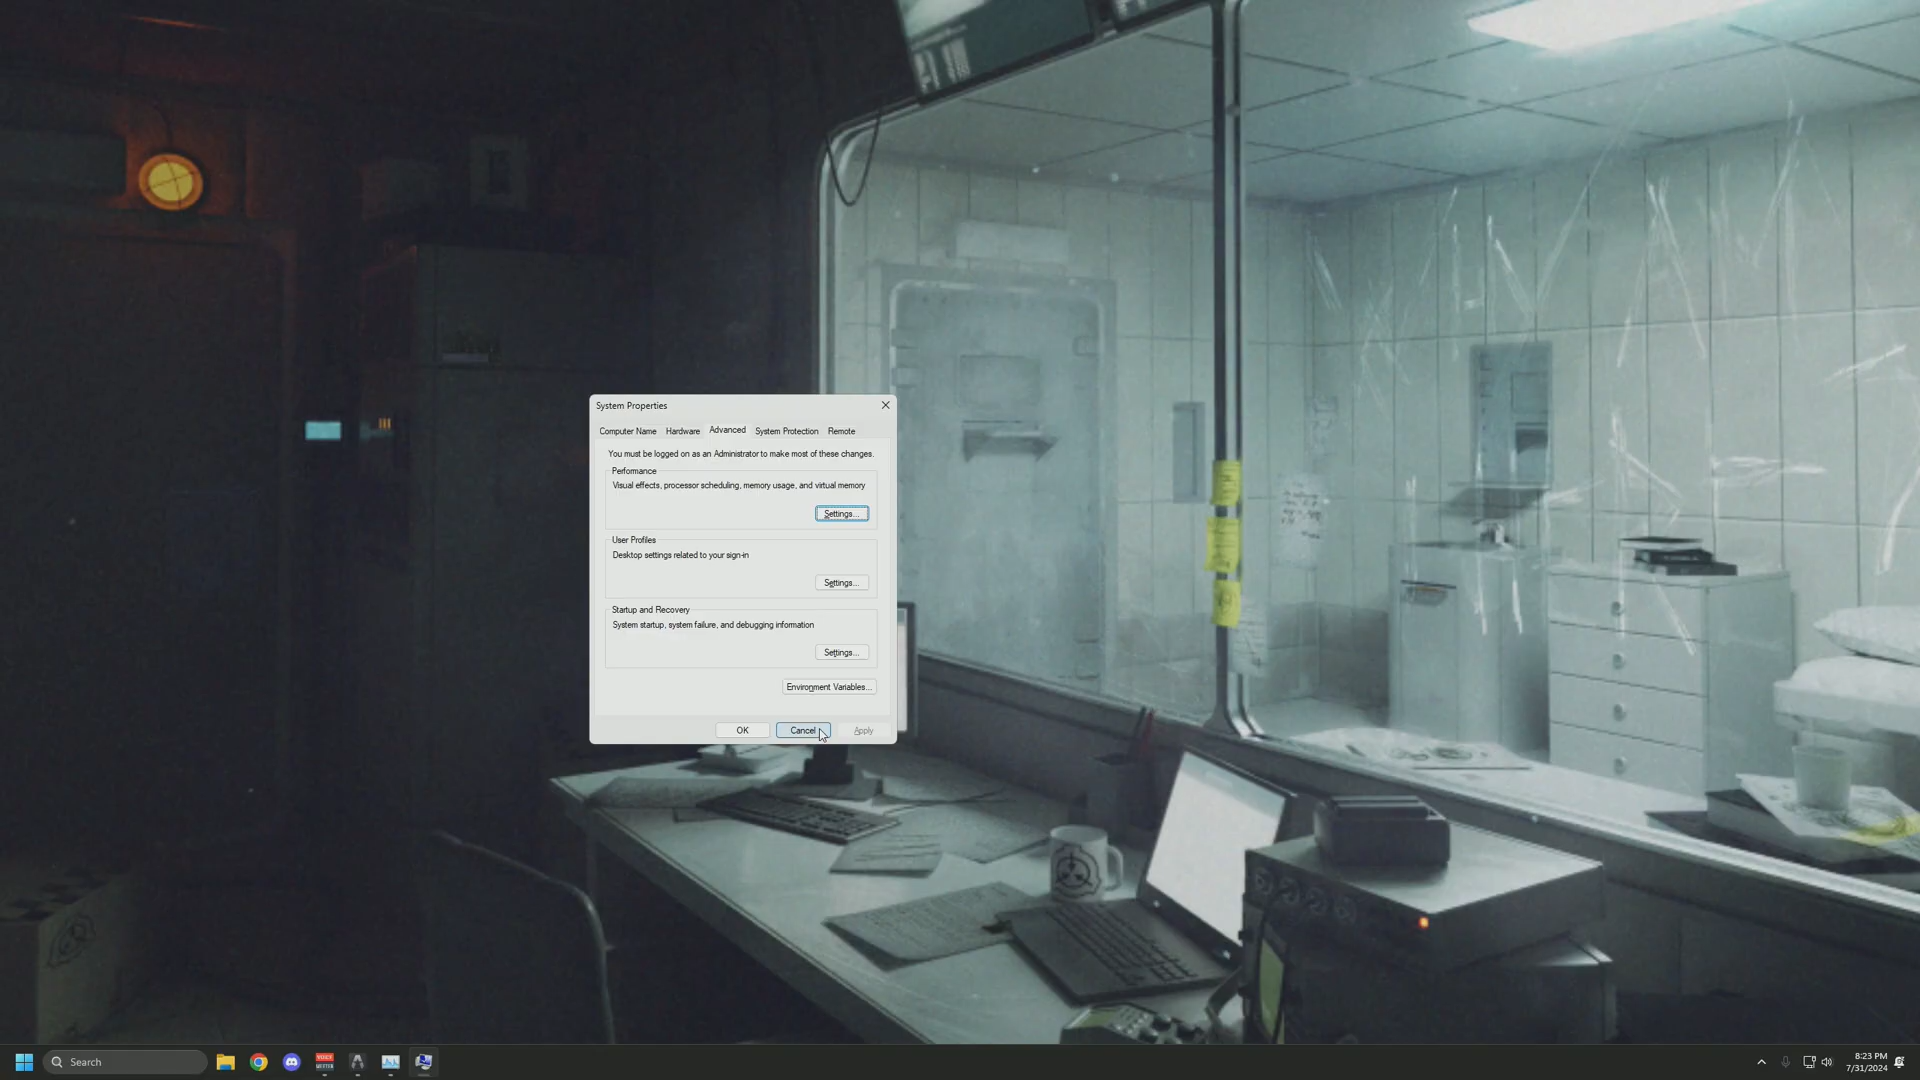 System Properties
Computer Name Hardware Advanced System Protection Remote
You must be logged on as an Administrator to make most of these changes.
Performance
Visual effects, processor scheduling, memory usage, and virtual memory
Settings...
User Profiles
Desktop settings related to your sign-in
Settings...
Startup and Recovery
System startup, system failure, and debugging information
Settings...
Environment Variables...
OK Cancel Apply
Search
8:23 PM
7/31/2024